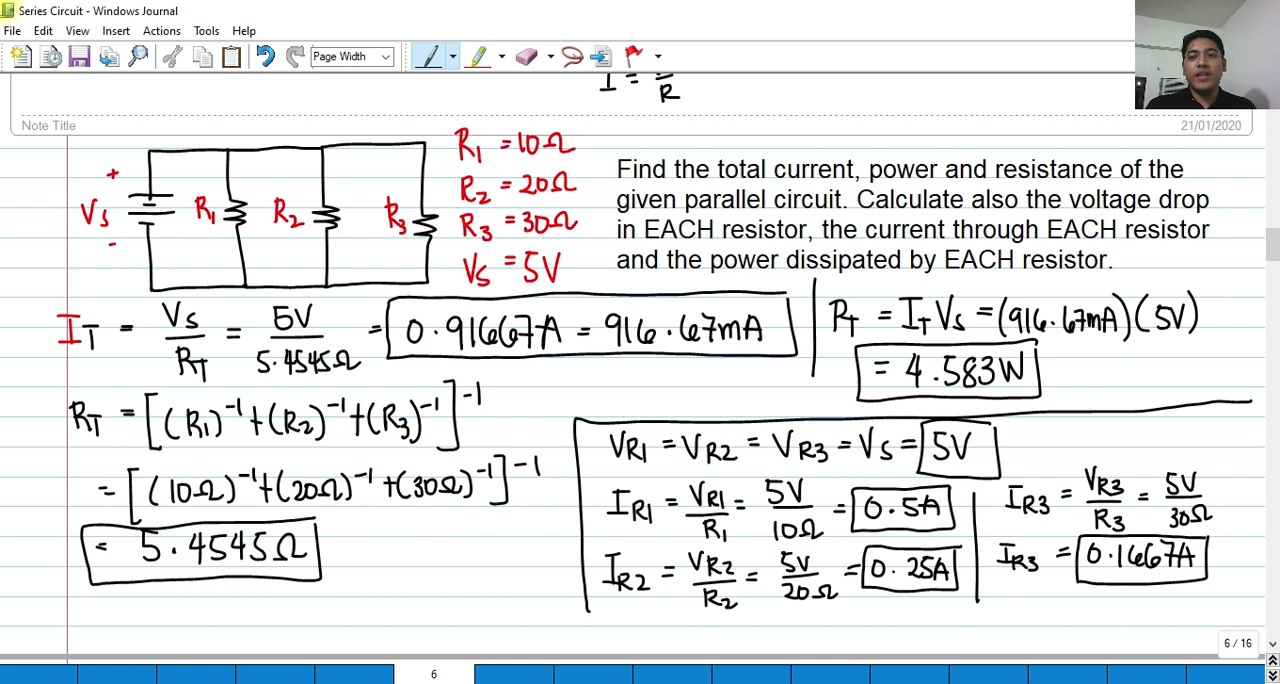 Series Circuit - Windows Journal
File Edit View Insert Actions Tools Help
Page Width
I = — R
Note Title
21/01/2020
+
Vs
-
R1
R2
R3
R1 = 10Ω
R2 = 20Ω
R3 = 30Ω
Vs = 5V
Find the total current, power and resistance of the
given parallel circuit. Calculate also the voltage drop
in EACH resistor, the current through EACH resistor
and the power dissipated by EACH resistor.
IT = Vs/RT = 5V/5.4545Ω = 0.91667A = 916.67mA
PT = IT Vs = (916.67mA)(5V)
= 4.583W
RT = [(R1)^-1 + (R2)^-1 + (R3)^-1]^-1
= [(10Ω)^-1 + (20Ω)^-1 + (30Ω)^-1]^-1
= 5.4545Ω
VR1 = VR2 = VR3 = Vs = 5V
IR1 = VR1/R1 = 5V/10Ω = 0.5A
IR2 = VR2/R2 = 5V/20Ω = 0.25A
IR3 = VR3/R3 = 5V/30Ω
IR3 = 0.1667A
6 / 16
6